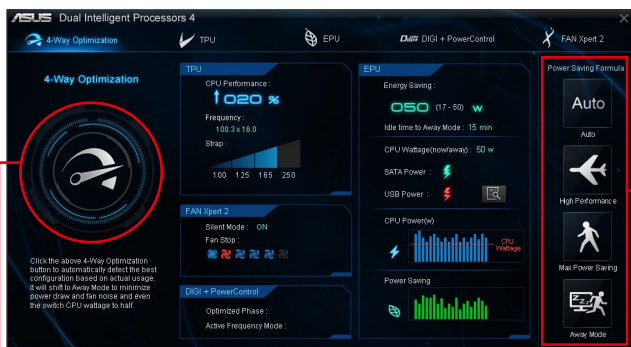 ASUS Dual Intelligent Processors 4
4-Way Optimization
TPU
EPU
DIGI+ DIGI + PowerControl
FAN Xpert 2
4-Way Optimization
Click the above 4-Way Optimization
button to automatically detect the best
configuration based on actual usage.
It will shift to Away Mode to minimize
power draw and fan noise and even
the switch CPU wattage to half.
TPU
CPU Performance :
020 %
Frequency :
100.3 x 16.0
Strap :
100 125 165 250
FAN Xpert 2
Silent Mode : ON
Fan Stop :
DIGI + PowerControl
Optimized Phase :
Active Frequency Mode :
EPU
Energy Saving :
050 (17 - 50) w
Idle time to Away Mode : 15 min
CPU Wattage(now/away) : 50 w
SATA Power :
USB Power :
CPU Power(w)
CPU
Wattage
Power Saving
Power Saving Formula
Auto
Auto
High Performance
Max Power Saving
Zzz
Away Mode